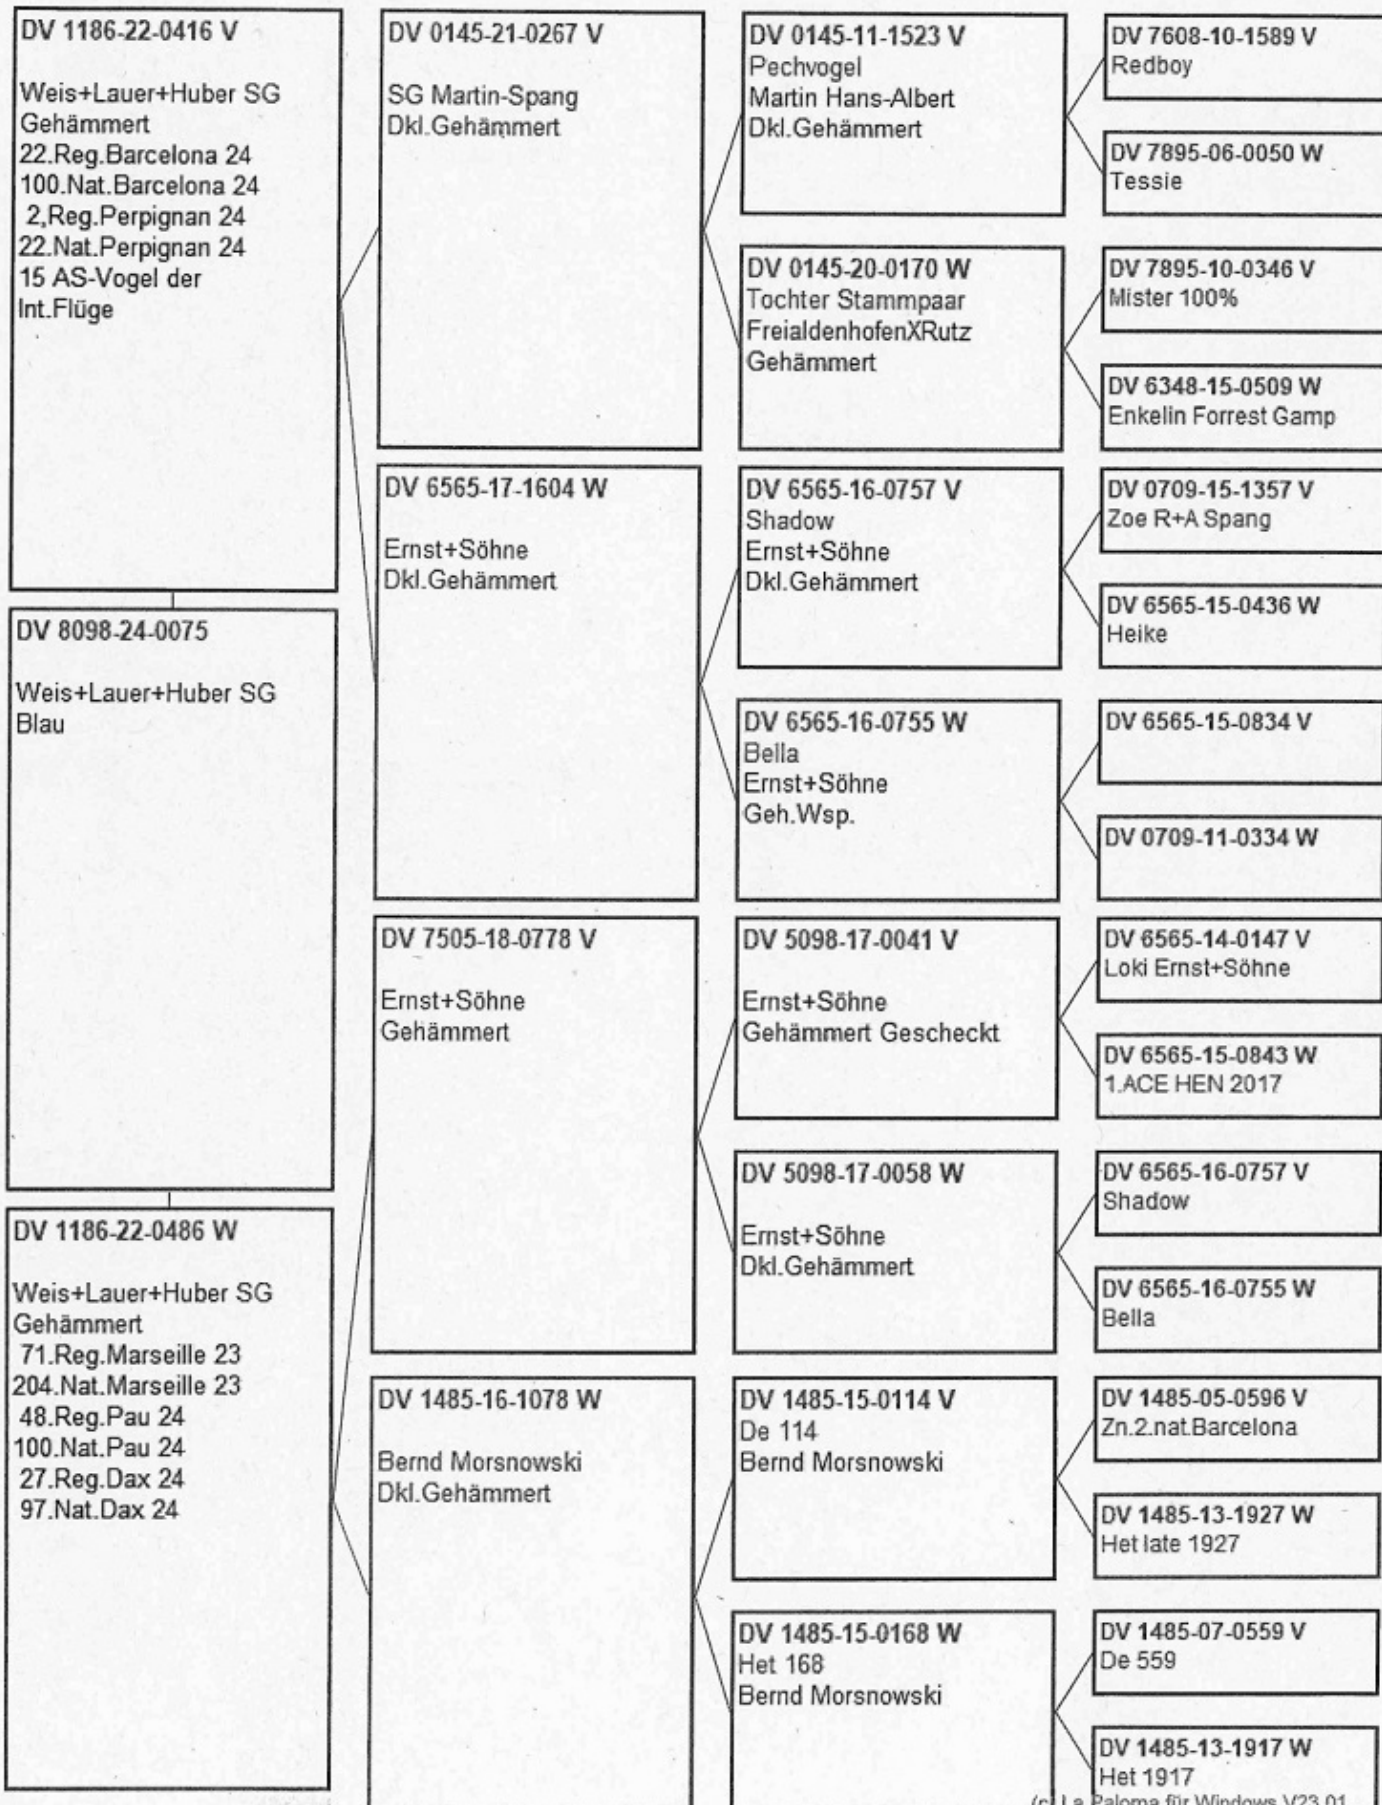 DV 1186-22-0416 V
Weis+Lauer+Huber SG
Gehämmert
22.Reg.Barcelona 24
100.Nat.Barcelona 24
2,Reg.Perpignan 24
22.Nat.Perpignan 24
15 AS-Vogel der
Int.Flüge
DV 8098-24-0075
Weis+Lauer+Huber SG
Blau
DV 1186-22-0486 W
Weis+Lauer+Huber SG
Gehämmert
71.Reg.Marseille 23
204.Nat.Marseille 23
48.Reg.Pau 24
100.Nat.Pau 24
27.Reg.Dax 24
97.Nat.Dax 24
DV 0145-21-0267 V
SG Martin-Spang
Dkl.Gehämmert
DV 6565-17-1604 W
Ernst+Söhne
Dkl.Gehämmert
DV 7505-18-0778 V
Ernst+Söhne
Gehämmert
DV 1485-16-1078 W
Bernd Morsnowski
Dkl.Gehämmert
DV 0145-11-1523 V
Pechvogel
Martin Hans-Albert
Dkl.Gehämmert
DV 0145-20-0170 W
Tochter Stammpaar
FreialdenhofenXRutz
Gehämmert
DV 6565-16-0757 V
Shadow
Ernst+Söhne
Dkl.Gehämmert
DV 6565-16-0755 W
Bella
Ernst+Söhne
Geh.Wsp.
DV 5098-17-0041 V
Ernst+Söhne
Gehämmert Gescheckt
DV 5098-17-0058 W
Ernst+Söhne
Dkl.Gehämmert
DV 1485-15-0114 V
De 114
Bernd Morsnowski
DV 1485-15-0168 W
Het 168
Bernd Morsnowski
DV 7608-10-1589 V
Redboy
DV 7895-06-0050 W
Tessie
DV 7895-10-0346 V
Mister 100%
DV 6348-15-0509 W
Enkelin Forrest Gamp
DV 0709-15-1357 V
Zoe R+A Spang
DV 6565-15-0436 W
Heike
DV 6565-15-0834 V
DV 0709-11-0334 W
DV 6565-14-0147 V
Loki Ernst+Söhne
DV 6565-15-0843 W
1.ACE HEN 2017
DV 6565-16-0757 V
Shadow
DV 6565-16-0755 W
Bella
DV 1485-05-0596 V
Zn.2.nat.Barcelona
DV 1485-13-1927 W
Het late 1927
DV 1485-07-0559 V
De 559
DV 1485-13-1917 W
Het 1917
(c) La Paloma für Windows V23.01